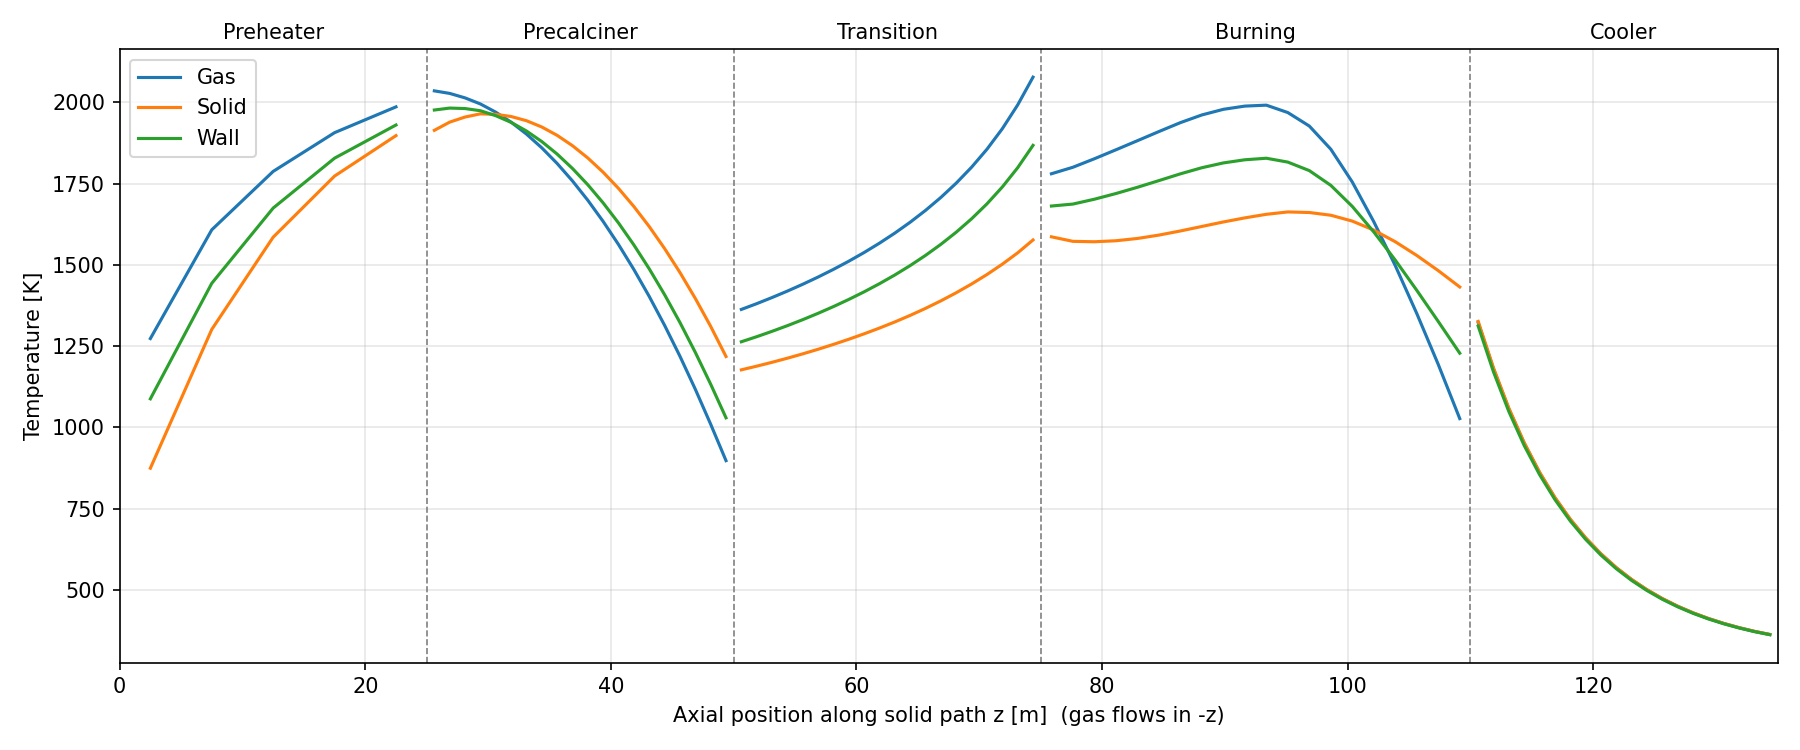 Preheater Precalciner Transition Burning Cooler
Gas
Solid
Wall
Temperature [K]
2000
1750
1500
1250
1000
750
500
0 20 40 60 80 100 120
Axial position along solid path z [m]  (gas flows in -z)